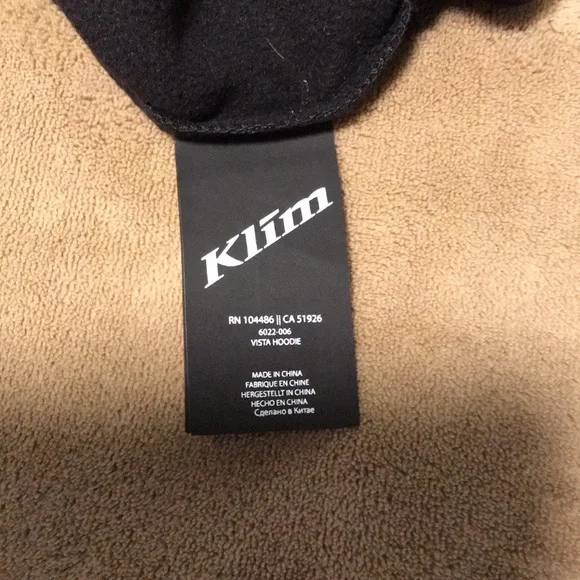 Klim
RN 104486 || CA 51926
6022-006
VISTA HOODIE
MADE IN CHINA
FABRIQUE EN CHINE
HERGESTELLT IN CHINA
HECHO EN CHINA
Сделано в Китае